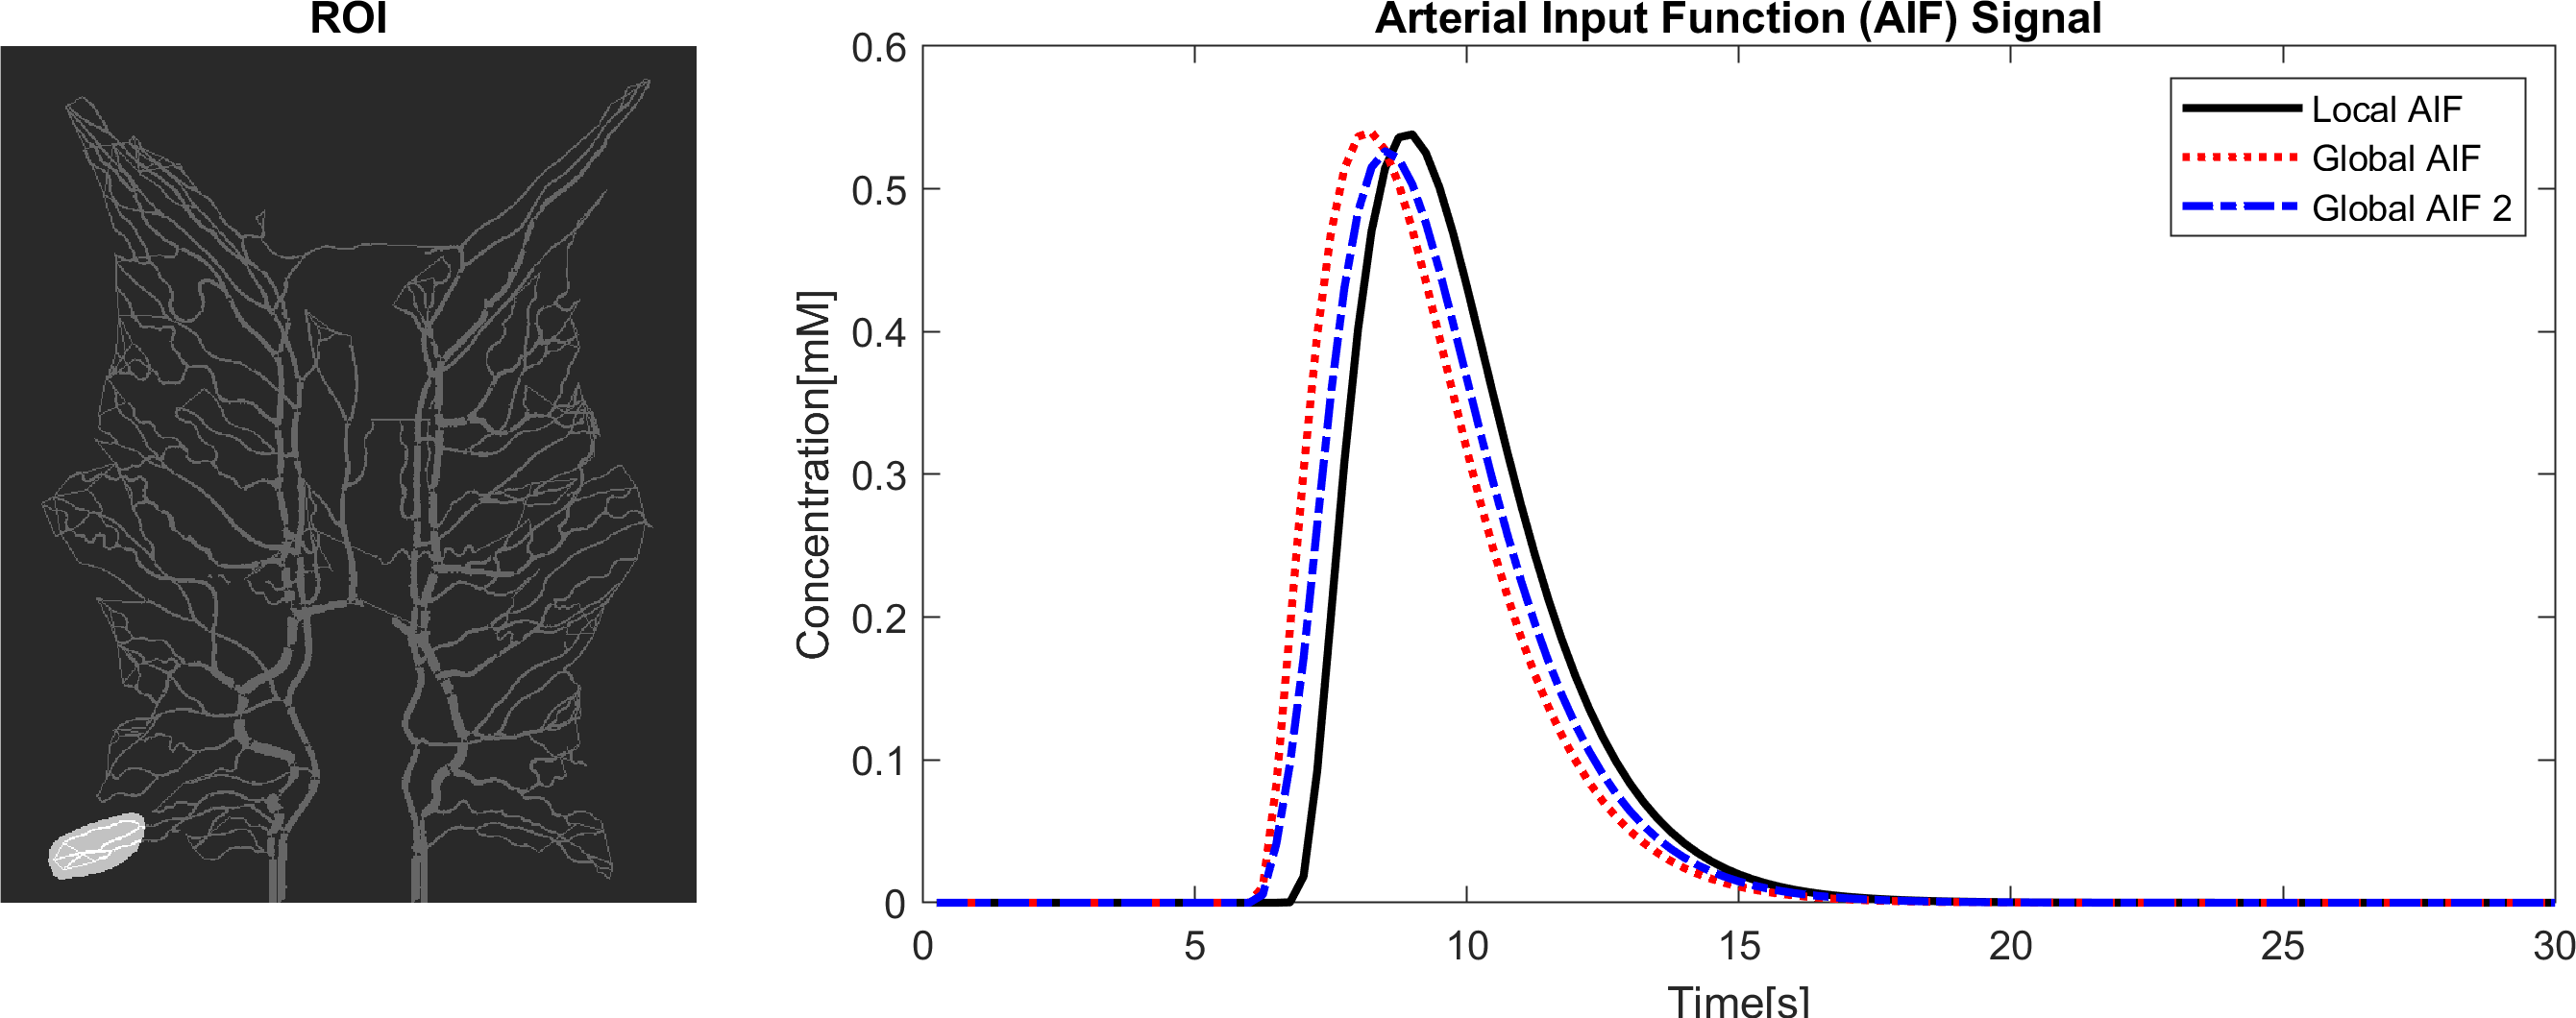 ROI
Arterial Input Function (AIF) Signal
0.6
0.5
0.4
0.3
0.2
0.1
0
Concentration[mM]
Local AIF
Global AIF
Global AIF 2
0 5 10 15 20 25 30
Time[s]